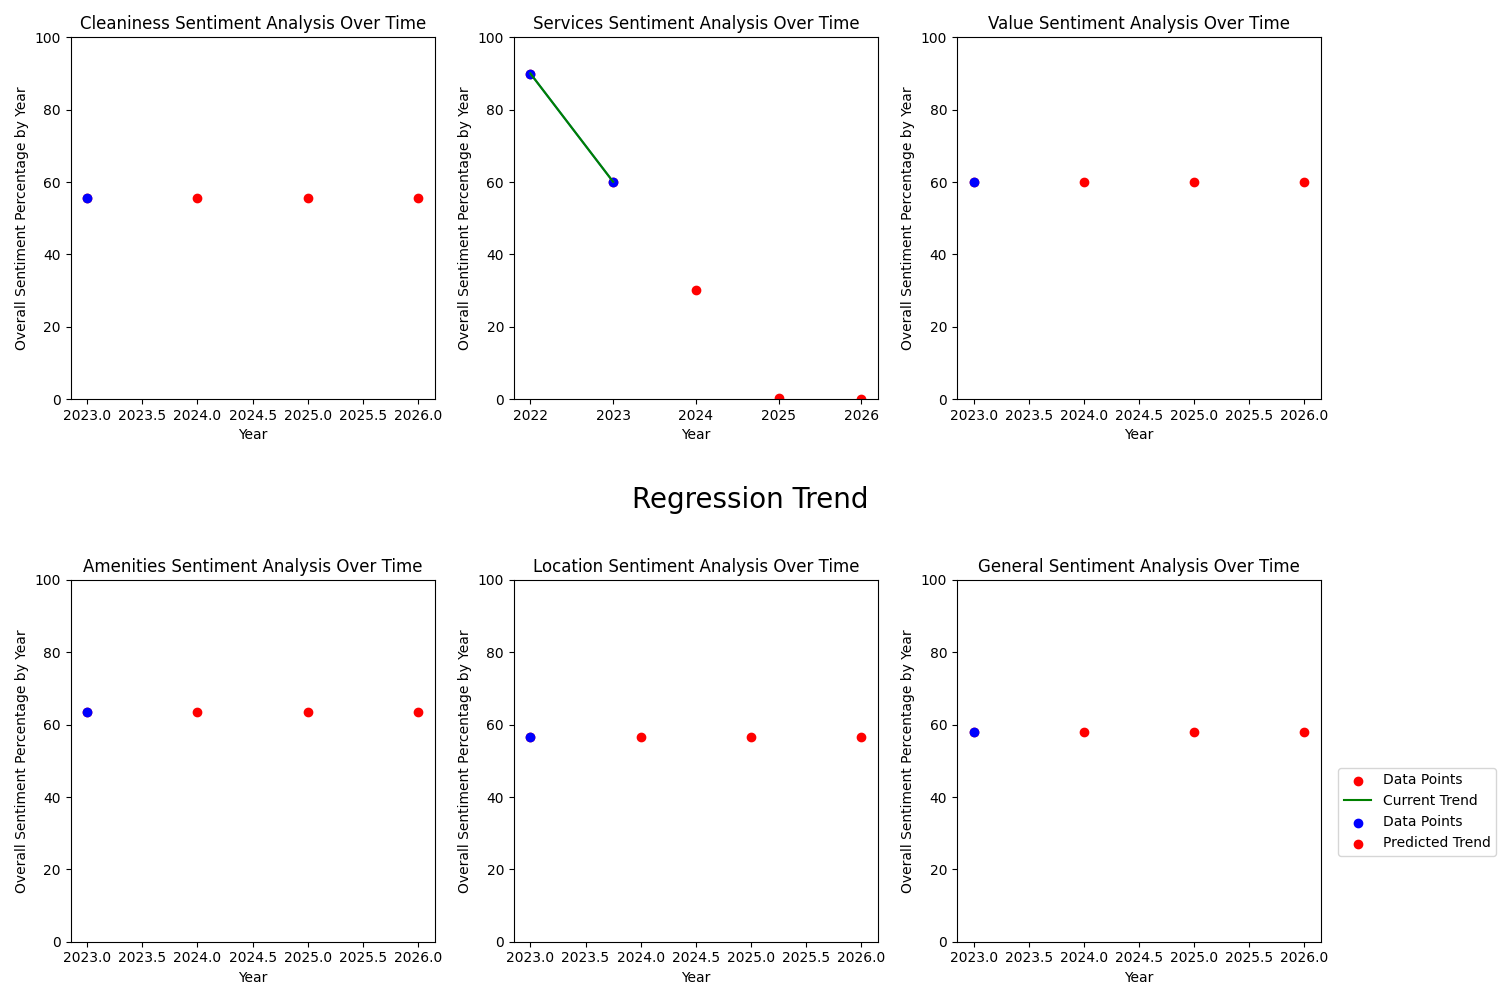 Cleaniness Sentiment Analysis Over Time
Services Sentiment Analysis Over Time
Value Sentiment Analysis Over Time
Overall Sentiment Percentage by Year
100
80
60
40
20
0
2023.0 2023.5 2024.0 2024.5 2025.0 2025.5 2026.0
Year
Overall Sentiment Percentage by Year
100
80
60
40
20
0
2022 2023 2024 2025 2026
Year
Overall Sentiment Percentage by Year
100
80
60
40
20
0
2023.0 2023.5 2024.0 2024.5 2025.0 2025.5 2026.0
Year
Regression Trend
Amenities Sentiment Analysis Over Time
Location Sentiment Analysis Over Time
General Sentiment Analysis Over Time
Overall Sentiment Percentage by Year
100
80
60
40
20
0
2023.0 2023.5 2024.0 2024.5 2025.0 2025.5 2026.0
Year
Overall Sentiment Percentage by Year
100
80
60
40
20
0
2023.0 2023.5 2024.0 2024.5 2025.0 2025.5 2026.0
Year
Overall Sentiment Percentage by Year
100
80
60
40
20
0
2023.0 2023.5 2024.0 2024.5 2025.0 2025.5 2026.0
Year
Data Points
Current Trend
Data Points
Predicted Trend